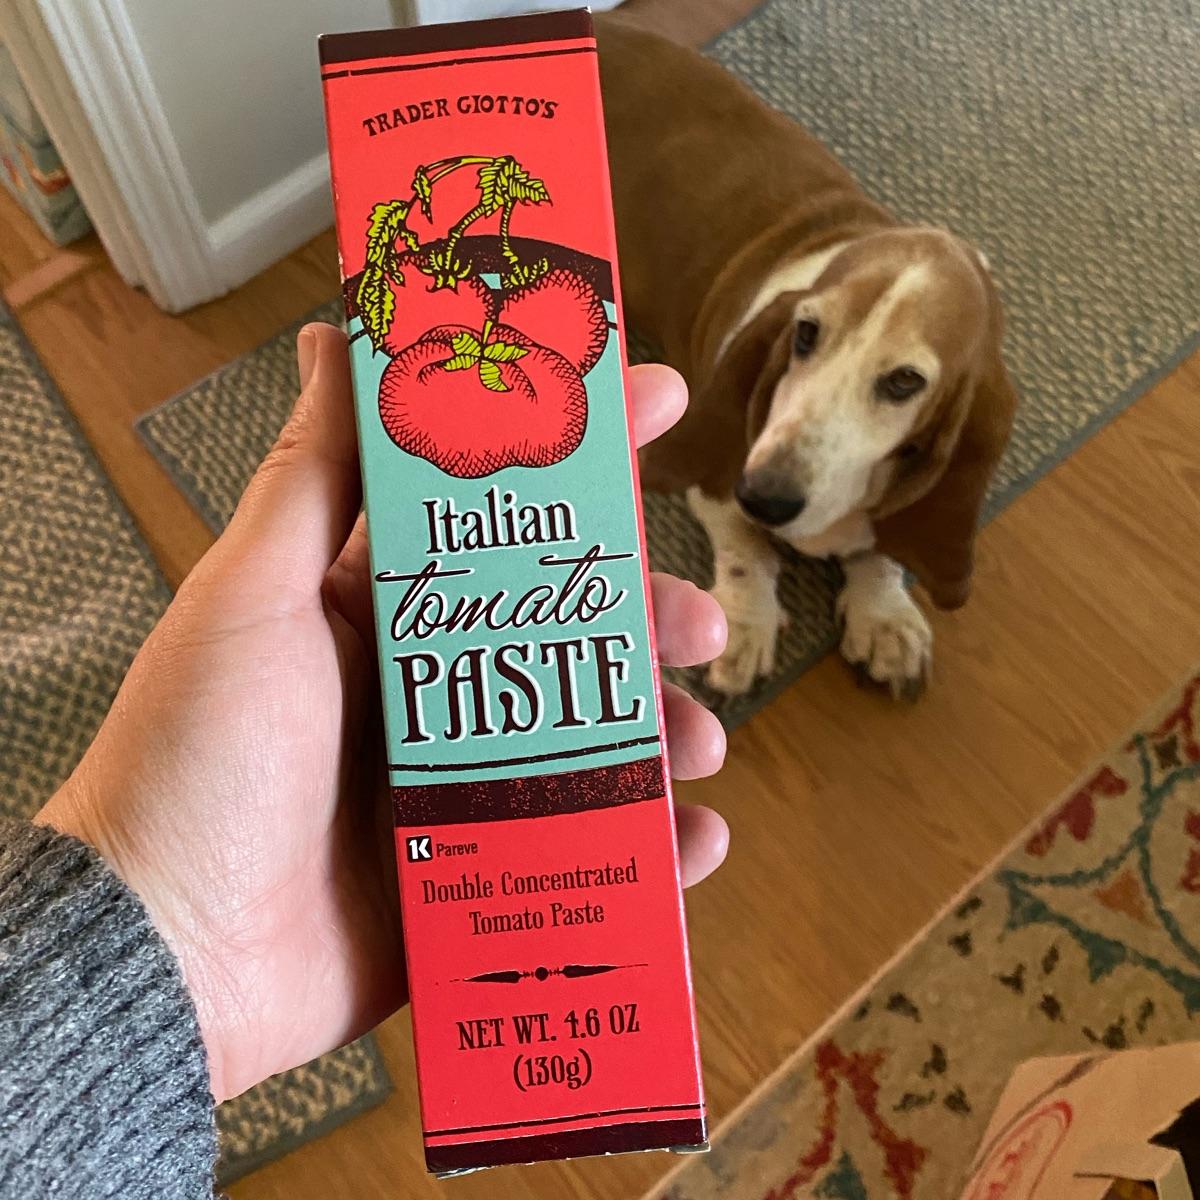 TRADER GIOTTO'S
Italian
tomato
PASTE
K Pareve
Double Concentrated
Tomato Paste
NET WT. 4.6 OZ
(130g)